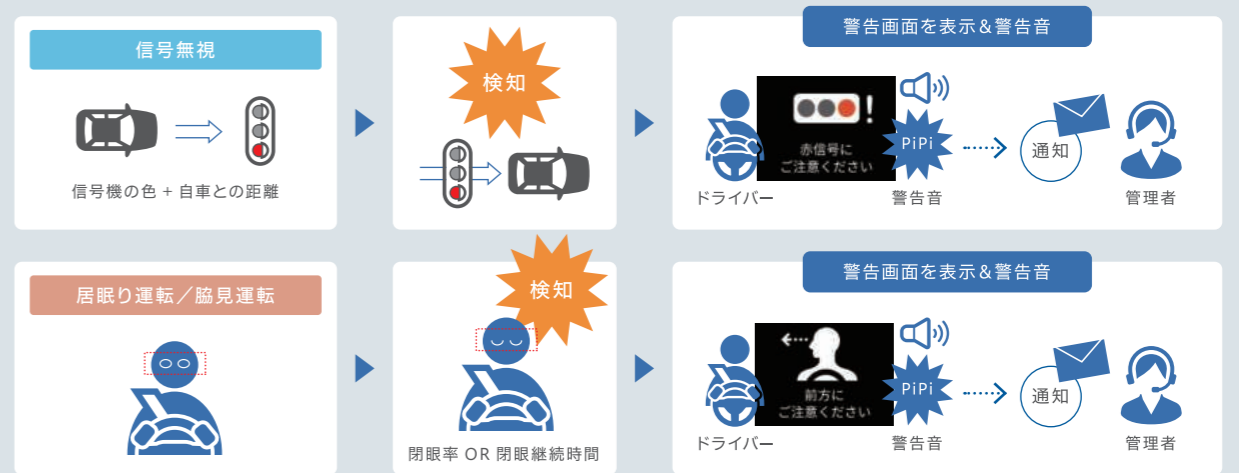 信号無視
信号機の色 + 自車との距離
検知
警告画面を表示&警告音
赤信号に
ご注意ください
PiPi
通知
ドライバー
警告音
管理者
居眠り運転／脇見運転
検知
閉眼率 OR 閉眼継続時間
警告画面を表示&警告音
前方に
ご注意ください
PiPi
通知
ドライバー
警告音
管理者